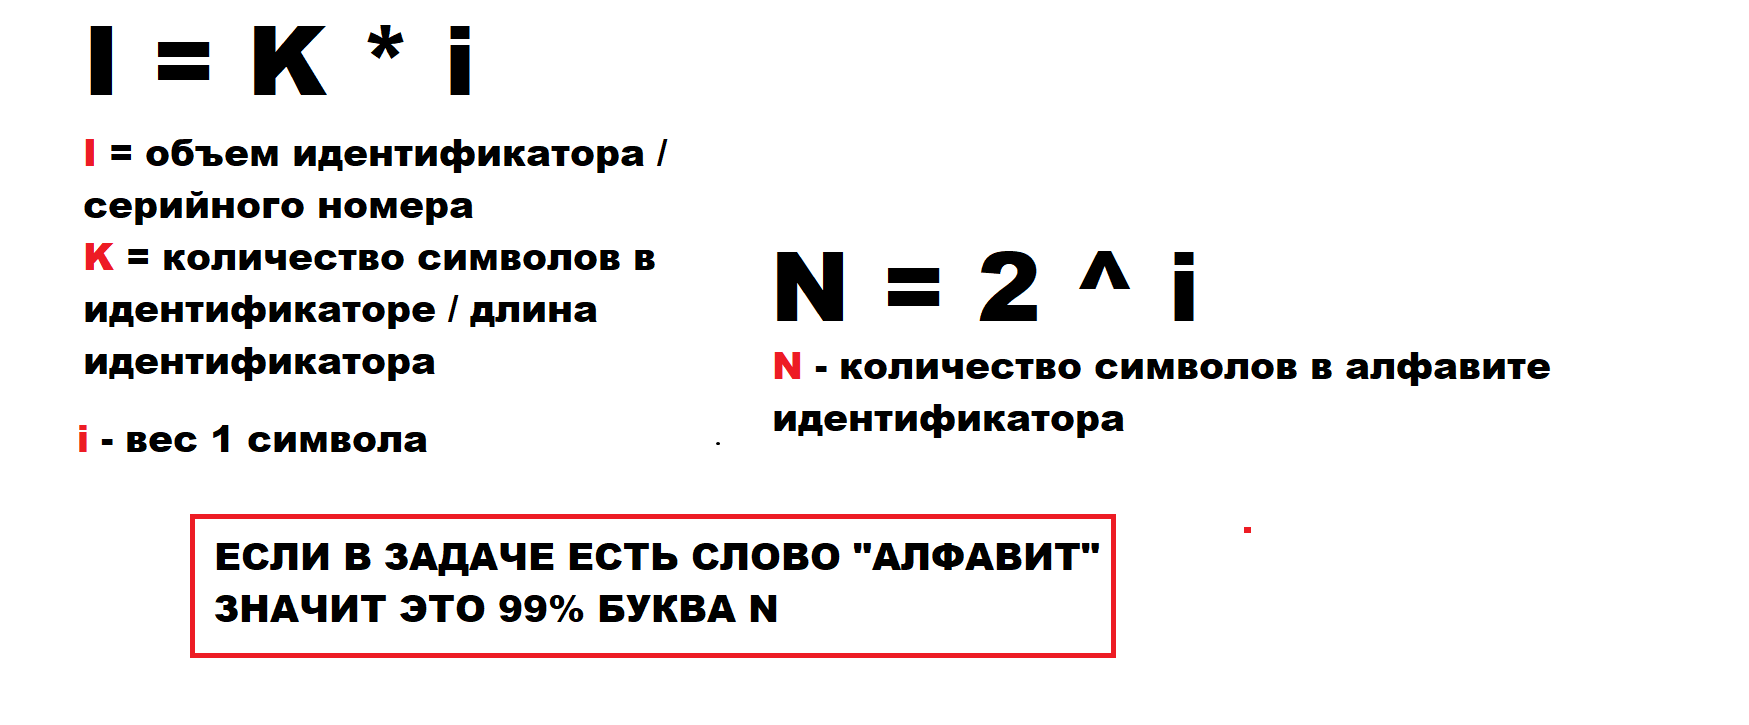 I = K * i
I = объем идентификатора /
серийного номера
K = количество символов в
идентификаторе / длина
идентификатора
i - вес 1 символа
N = 2 ^ i
N - количество символов в алфавите
идентификатора
ЕСЛИ В ЗАДАЧЕ ЕСТЬ СЛОВО "АЛФАВИТ"
ЗНАЧИТ ЭТО 99% БУКВА N